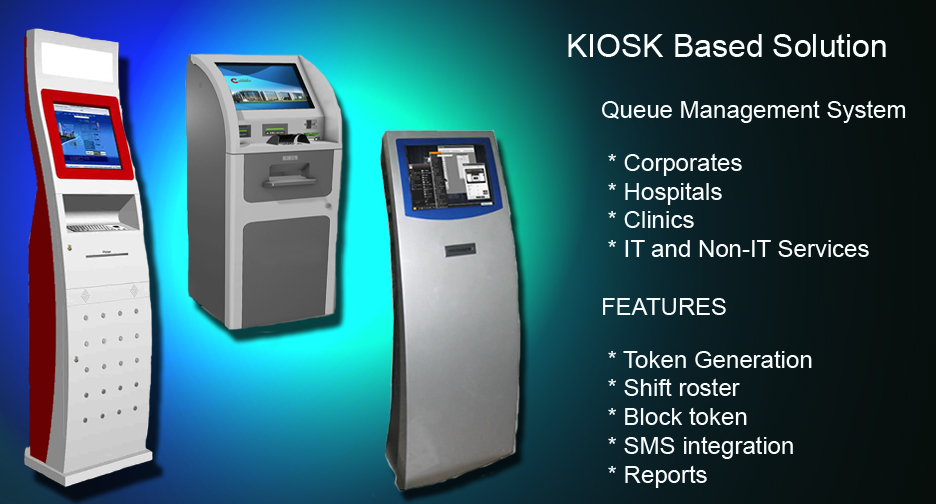 KIOSK Based Solution
Queue Management System
* Corporates
* Hospitals
* Clinics
* IT and Non-IT Services
FEATURES
* Token Generation
* Shift roster
* Block token
* SMS integration
* Reports